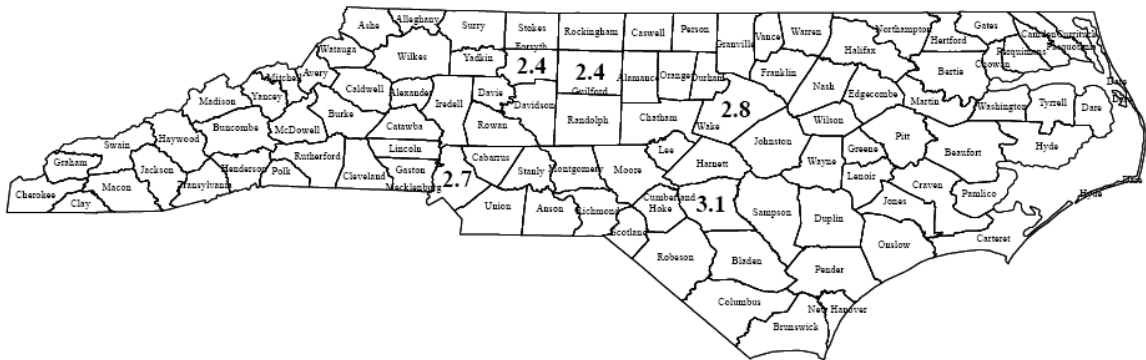 Ashe
Alleghany
Surry
Stokes
Rockingham
Caswell
Person
Granville
Vance
Warren
Northampton
Gates
Camden
Currituck
Hertford
Pasquotank
Perquimans
Chowan
Halifax
Watauga
Wilkes
Yadkin
Forsyth
2.4
2.4
Guilford
Alamance
Orange
Durham
Franklin
Nash
Edgecombe
Bertie
Martin
Washington
Tyrrell
Dare
Dare
Mitchell
Avery
Caldwell
Alexander
Iredell
Davie
Davidson
Randolph
Chatham
2.8
Wake
Wilson
Madison
Yancey
Burke
Catawba
Rowan
Buncombe
McDowell
Haywood
Swain
Graham
Lincoln
Lee
Johnston
Wayne
Greene
Pitt
Beaufort
Hyde
Jackson
Henderson
Rutherford
Polk
Cleveland
Gaston
Mecklenburg
2.7
Cabarrus
Stanly
Montgomery
Moore
Harnett
Lenoir
Craven
Pamlico
Cherokee
Macon
Clay
Transylvania
Union
Anson
Richmond
Scotland
Cumberland
Hoke
3.1
Sampson
Duplin
Jones
Hyde
Robeson
Bladen
Onslow
Carteret
Pender
Columbus
New Hanover
Brunswick